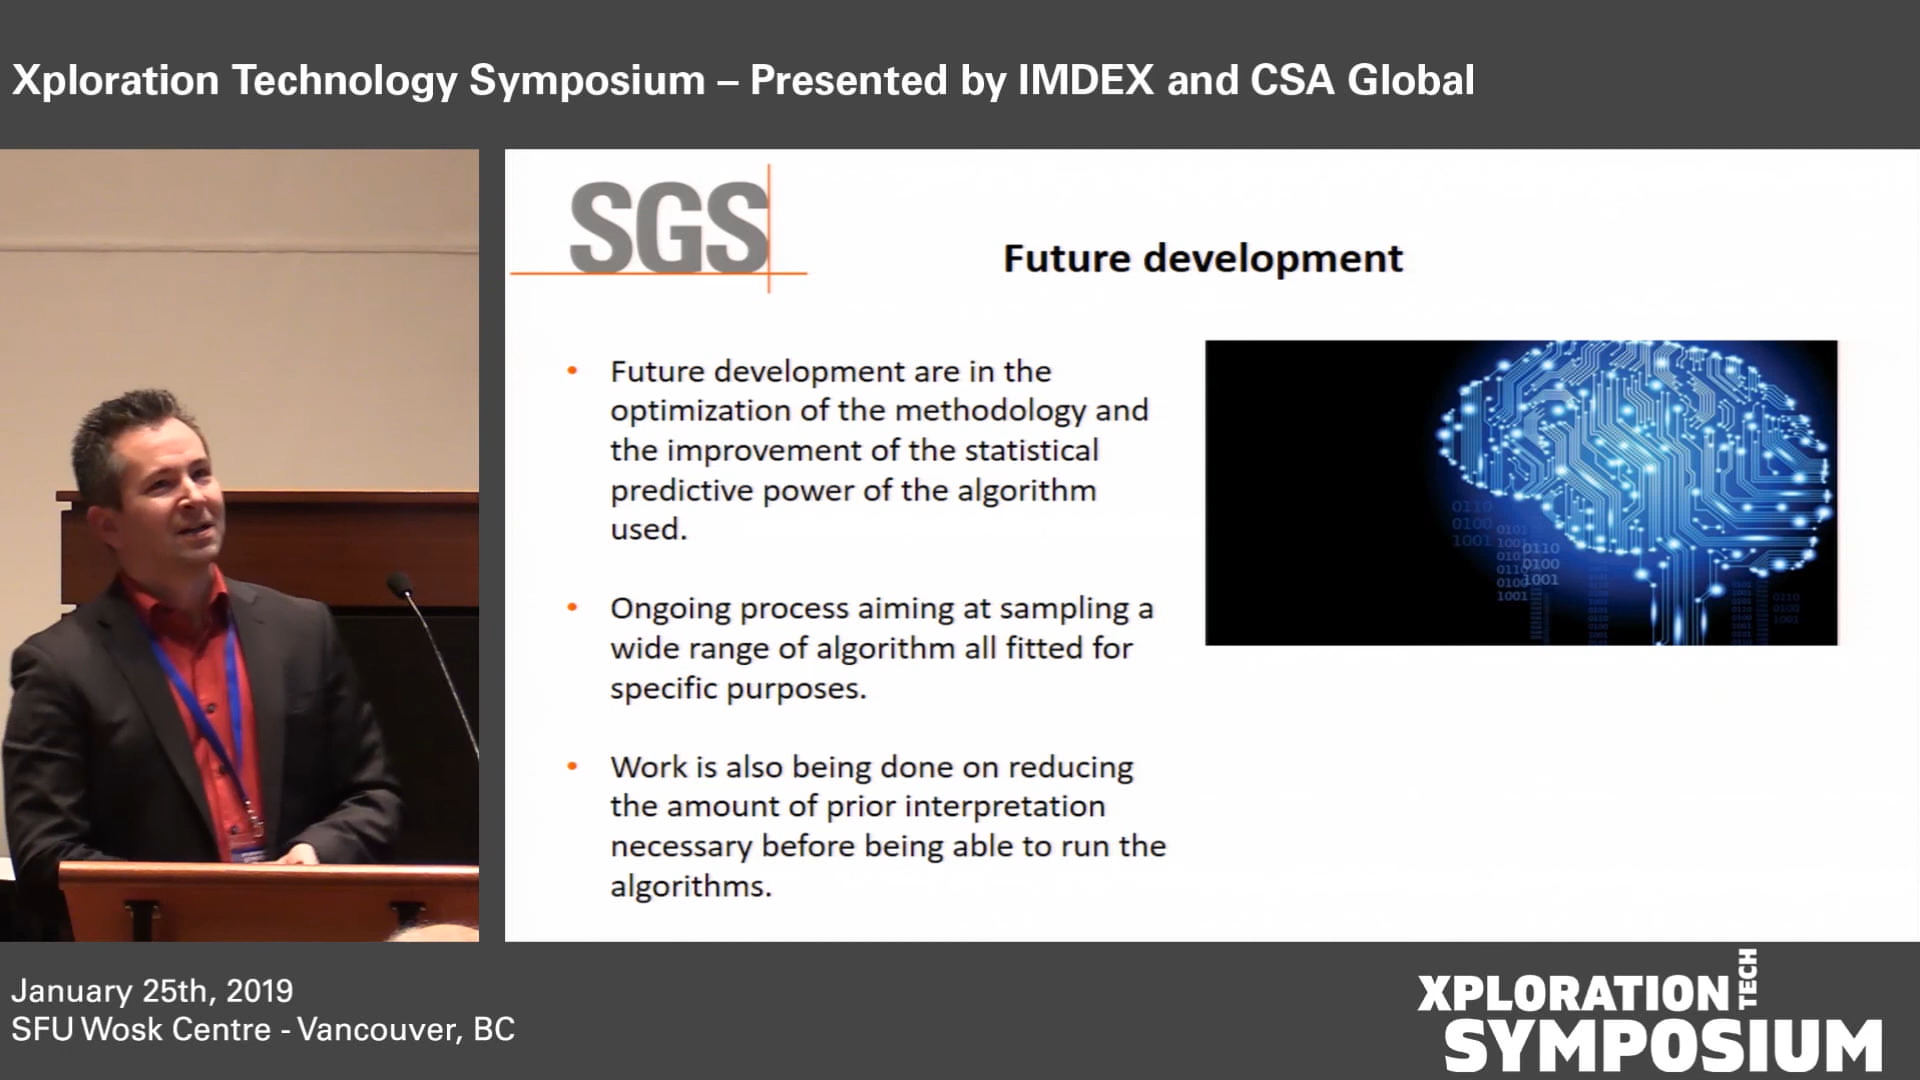 Xploration Technology Symposium – Presented by IMDEX and CSA Global
SGS
Future development
• Future development are in the
optimization of the methodology and
the improvement of the statistical
predictive power of the algorithm
used.
• Ongoing process aiming at sampling a
wide range of algorithm all fitted for
specific purposes.
• Work is also being done on reducing
the amount of prior interpretation
necessary before being able to run the
algorithms.
0110
0100
1001
0110
0100
1001
January 25th, 2019
SFU Wosk Centre - Vancouver, BC
XPLORATION
TECH
SYMPOSIUM